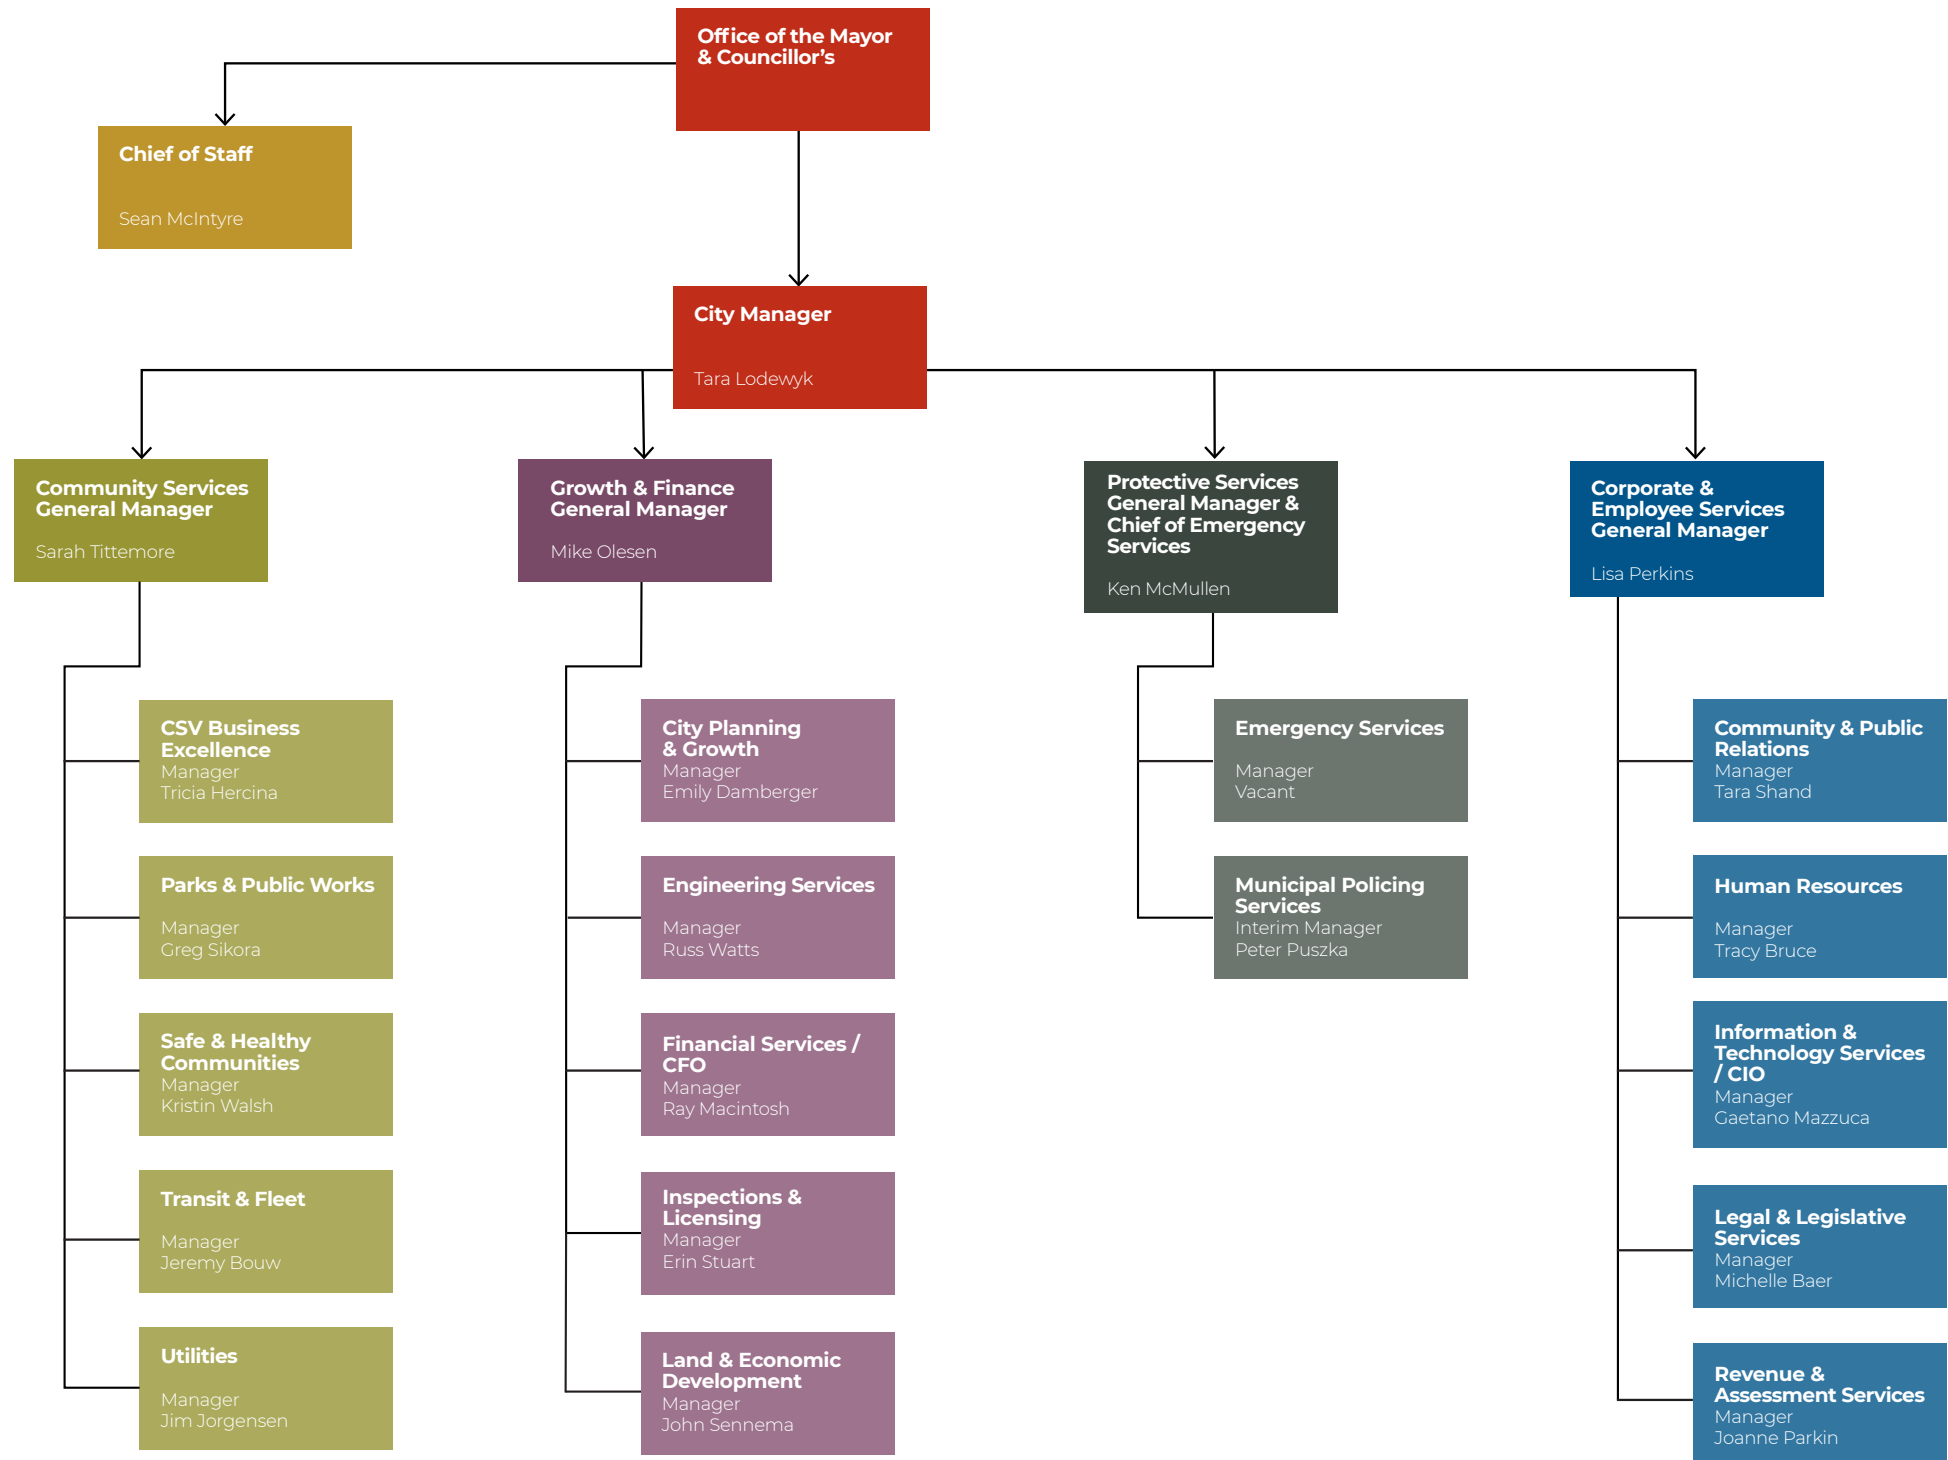 Office of the Mayor
& Councillor’s
Chief of Staff
Sean McIntyre
City Manager
Tara Lodewyk
Community Services
General Manager
Sarah Tittemore
Growth & Finance
General Manager
Mike Olesen
Protective Services
General Manager &
Chief of Emergency
Services
Ken McMullen
Corporate &
Employee Services
General Manager
Lisa Perkins
CSV Business
Excellence
Manager
Tricia Hercina
Parks & Public Works
Manager
Greg Sikora
Safe & Healthy
Communities
Manager
Kristin Walsh
Transit & Fleet
Manager
Jeremy Bouw
Utilities
Manager
Jim Jorgensen
City Planning
& Growth
Manager
Emily Damberger
Engineering Services
Manager
Russ Watts
Financial Services /
CFO
Manager
Ray Macintosh
Inspections &
Licensing
Manager
Erin Stuart
Land & Economic
Development
Manager
John Sennema
Emergency Services
Manager
Vacant
Municipal Policing
Services
Interim Manager
Peter Puszka
Community & Public
Relations
Manager
Tara Shand
Human Resources
Manager
Tracy Bruce
Information &
Technology Services
/ CIO
Manager
Gaetano Mazzuca
Legal & Legislative
Services
Manager
Michelle Baer
Revenue &
Assessment Services
Manager
Joanne Parkin